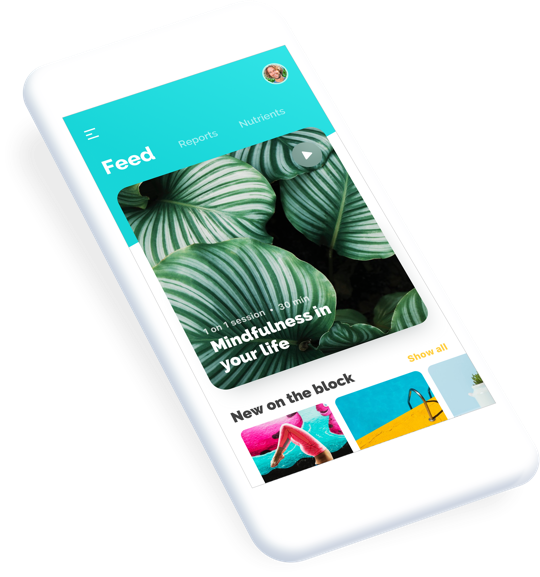 Feed
Reports
Nutrients
1 on 1 session • 30 min
Mindfulness in
your life
New on the block
Show all